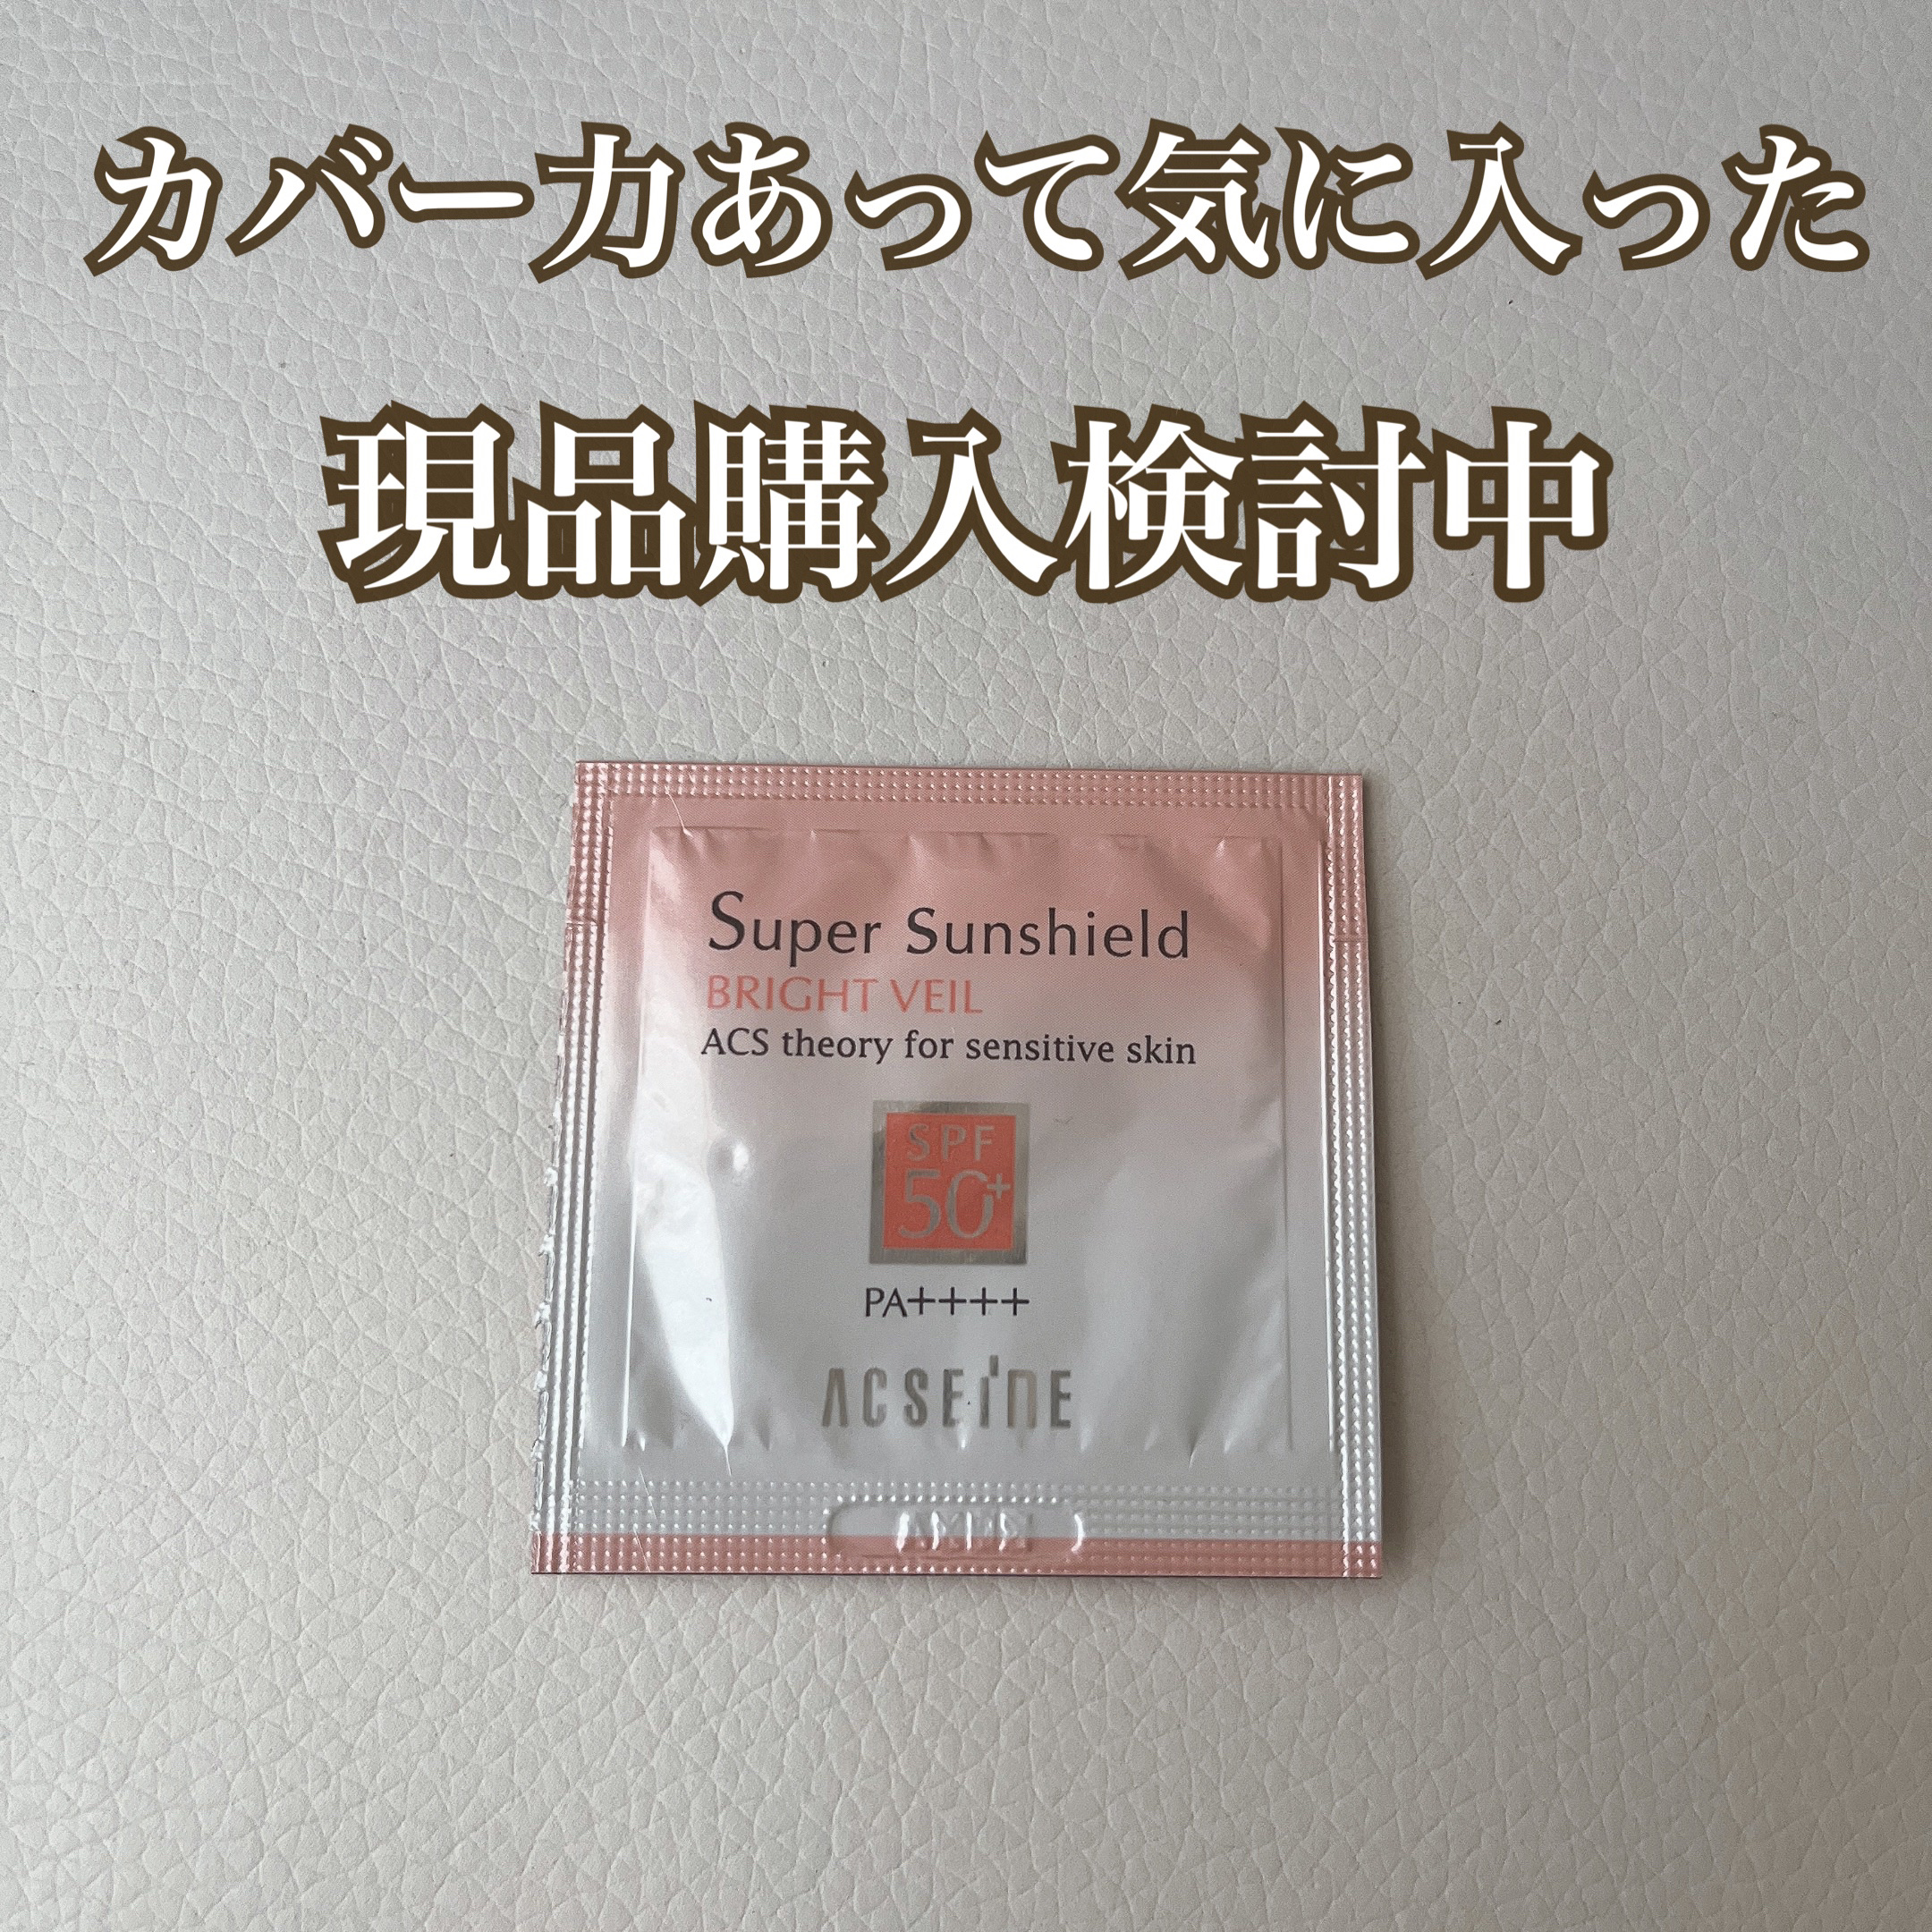 カバー力あって気に入った
現品購入検討中
Super Sunshield
BRIGHT VEIL
ACS theory for sensitive skin
SPF
50+
PA++++
ACSEINE